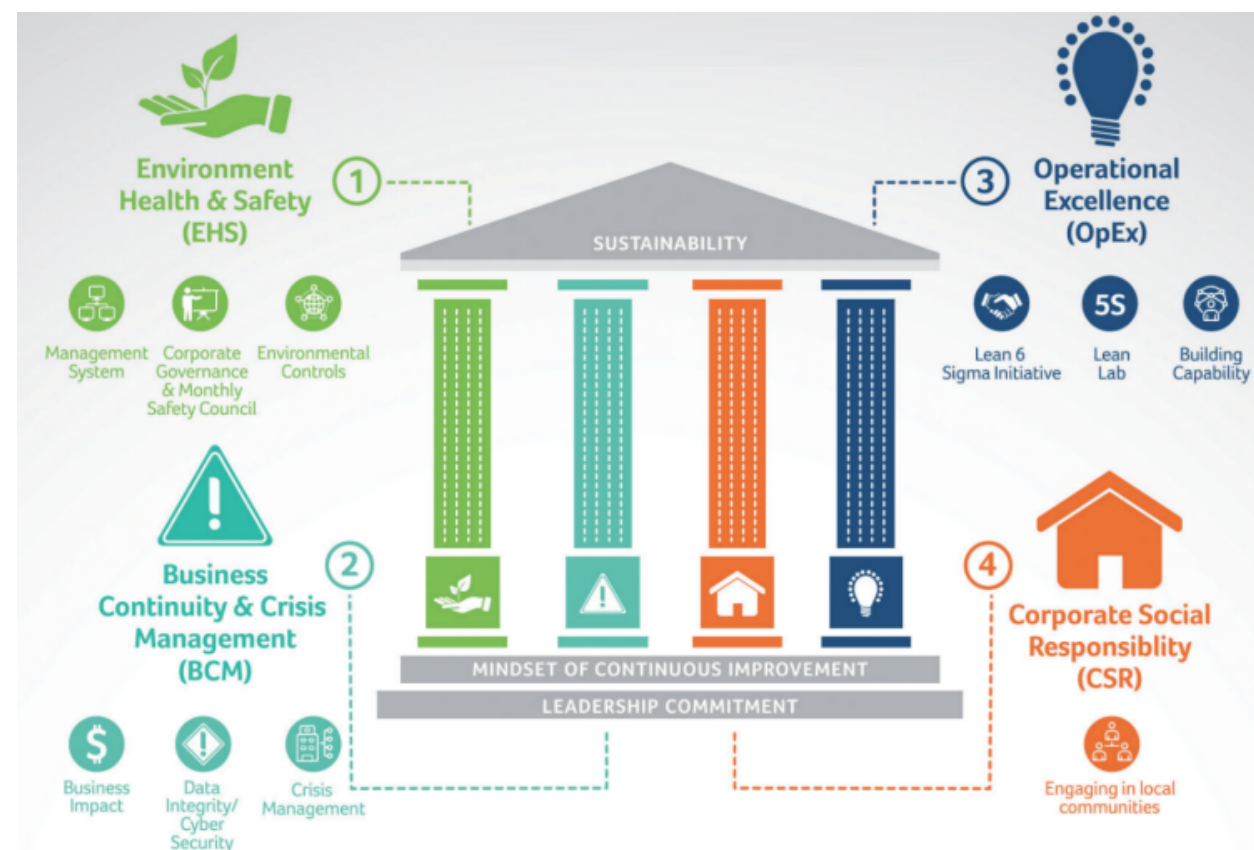 Environment
Health & Safety
(EHS)
1
Management
System
Corporate
Governance
& Monthly
Safety Council
Environmental
Controls
Business
Continuity & Crisis
Management
(BCM)
2
Business
Impact
Data
Integrity/
Cyber
Security
Crisis
Management
SUSTAINABILITY
MINDSET OF CONTINUOUS IMPROVEMENT
LEADERSHIP COMMITMENT
3
Operational
Excellence
(OpEx)
Lean 6
Sigma Initiative
5S
Lean
Lab
Building
Capability
4
Corporate Social
Responsiblity
(CSR)
Engaging in local
communities